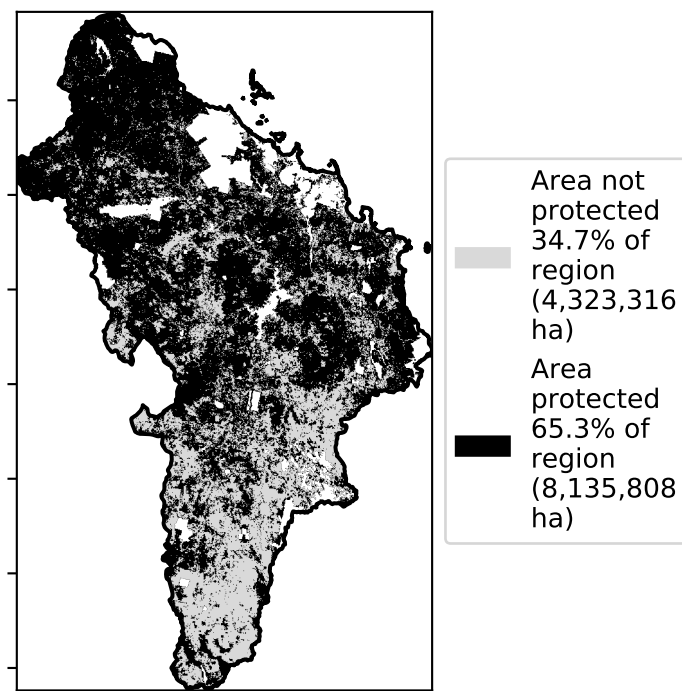 Area not
protected
34.7% of
region
(4,323,316
ha)
Area
protected
65.3% of
region
(8,135,808
ha)